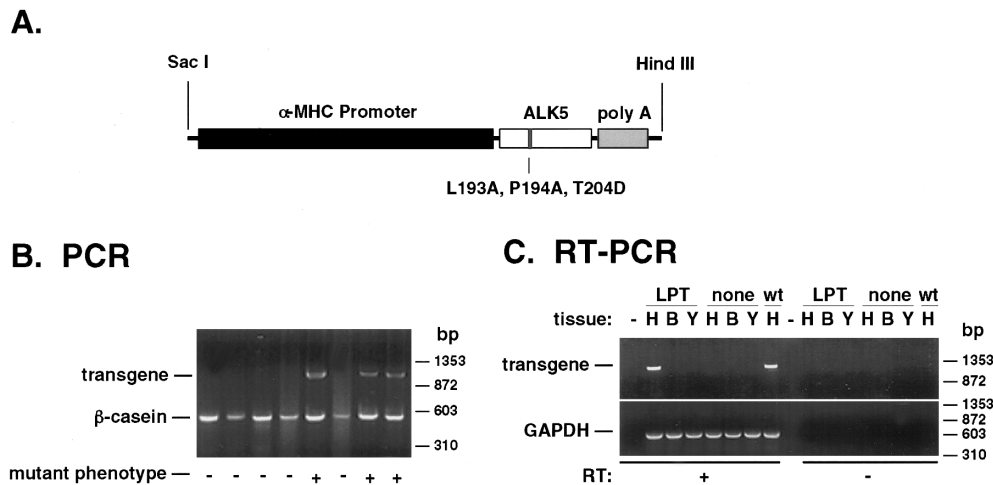 A.
Sac I
Hind III
α-MHC Promoter
ALK5
poly A
L193A, P194A, T204D
B. PCR
bp
transgene
1353
872
β-casein
603
310
mutant phenotype
- - - - + - + +
C. RT-PCR
LPT none wt LPT none wt
tissue: - H B Y H B Y H - H B Y H B Y H
bp
transgene
1353
872
1353
872
GAPDH
603
310
RT: + -